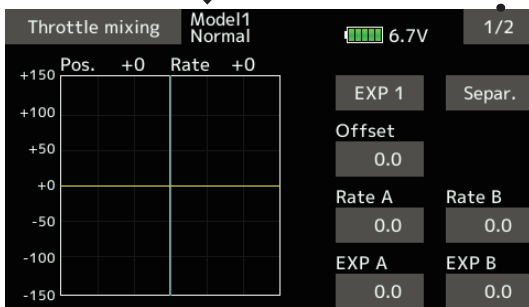 Throttle mixing
Model1
Normal
6.7V
1/2
Pos. +0 Rate +0
+150
+100
+50
+0
-50
-100
-150
EXP 1
Separ.
Offset
0.0
Rate A
Rate B
0.0
0.0
EXP A
EXP B
0.0
0.0